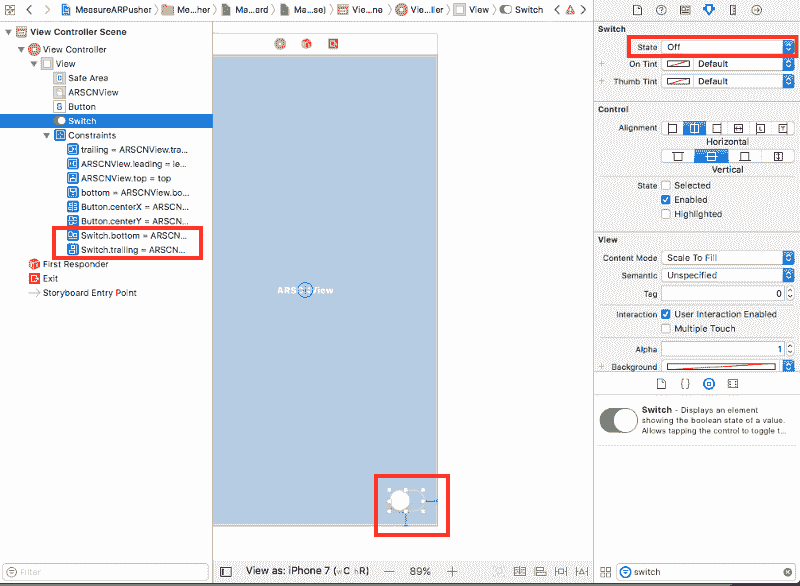 MeasureARPusher
Me...her
Ma...ard
Ma...se)
Vie...ne
Vi...ller
View
Switch
View Controller Scene
View Controller
View
Safe Area
ARSCNView
Button
Switch
Constraints
trailing = ARSCNView.tra...
ARSCNView.leading = le...
ARSCNView.top = top
bottom = ARSCNView.bo...
Button.centerX = ARSCN...
Button.centerY = ARSCN...
Switch.bottom = ARSCN...
Switch.trailing = ARSCN...
First Responder
Exit
Storyboard Entry Point
Filter
ARSCNView
View as: iPhone 7 (wC hR)
89%
Switch
State Off
On Tint Default
Thumb Tint Default
Control
Alignment
Horizontal
Vertical
State Selected
Enabled
Highlighted
View
Content Mode Scale To Fill
Semantic Unspecified
Tag 0
Interaction User Interaction Enabled
Multiple Touch
Alpha 1
Background
Switch - Displays an element
showing the boolean state of a value.
Allows tapping the control to toggle t...
switch